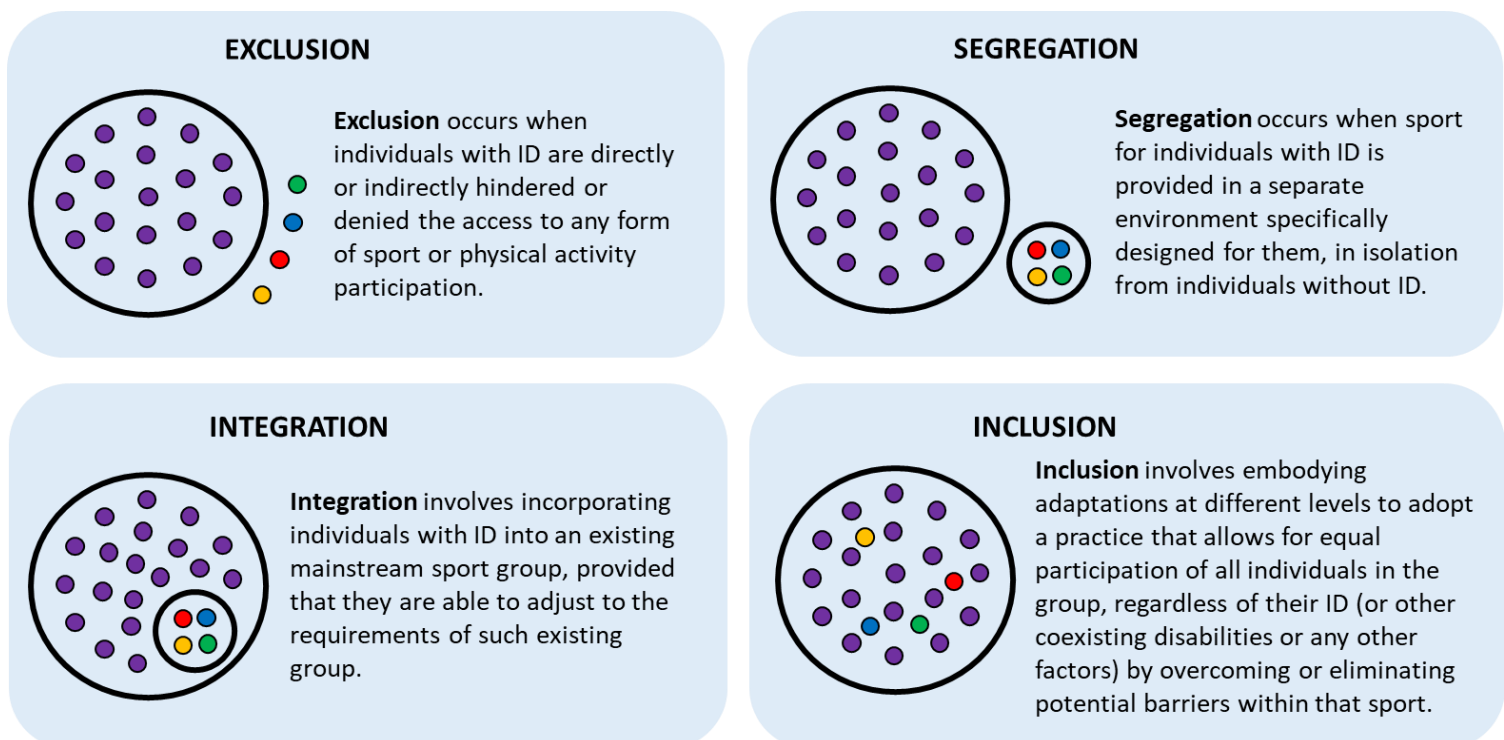 EXCLUSION
Exclusion occurs when
individuals with ID are directly
or indirectly hindered or
denied the access to any form
of sport or physical activity
participation.
SEGREGATION
Segregation occurs when sport
for individuals with ID is
provided in a separate
environment specifically
designed for them, in isolation
from individuals without ID.
INTEGRATION
Integration involves incorporating
individuals with ID into an existing
mainstream sport group, provided
that they are able to adjust to the
requirements of such existing
group.
INCLUSION
Inclusion involves embodying
adaptations at different levels to adopt
a practice that allows for equal
participation of all individuals in the
group, regardless of their ID (or other
coexisting disabilities or any other
factors) by overcoming or eliminating
potential barriers within that sport.